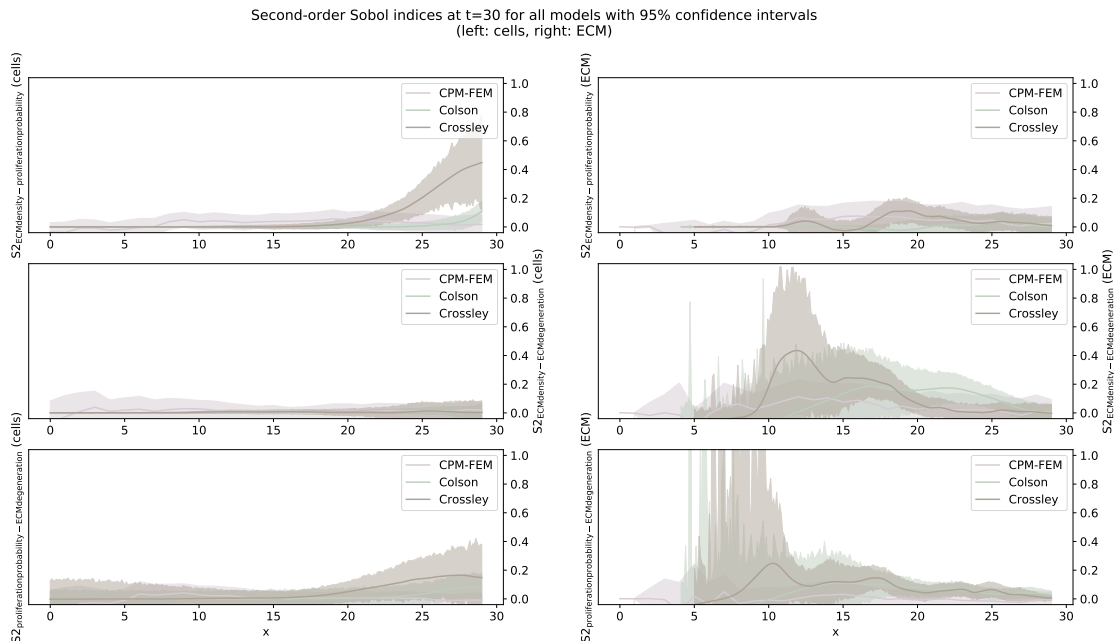 Second-order Sobol indices at t=30 for all models with 95% confidence intervals
(left: cells, right: ECM)
S2ECMdensity−proliferationprobability (cells)
CPM-FEM
Colson
Crossley
1.0
0.8
0.6
0.4
0.2
0.0
0 5 10 15 20 25 30
S2ECMdensity−proliferationprobability (ECM)
CPM-FEM
Colson
Crossley
1.0
0.8
0.6
0.4
0.2
0.0
0 5 10 15 20 25 30
CPM-FEM
Colson
Crossley
1.0
0.8
0.6
0.4
0.2
0.0
S2ECMdensity−ECMdegeneration (cells)
0 5 10 15 20 25 30
CPM-FEM
Colson
Crossley
1.0
0.8
0.6
0.4
0.2
0.0
S2ECMdensity−ECMdegeneration (ECM)
0 5 10 15 20 25 30
S2proliferationprobability−ECMdegeneration (cells)
CPM-FEM
Colson
Crossley
1.0
0.8
0.6
0.4
0.2
0.0
0 5 10 15 20 25 30
x
S2proliferationprobability−ECMdegeneration (ECM)
CPM-FEM
Colson
Crossley
1.0
0.8
0.6
0.4
0.2
0.0
0 5 10 15 20 25 30
x